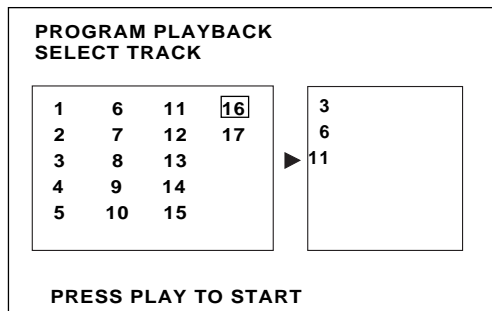 PROGRAM PLAYBACK
SELECT TRACK
1 6 11 16 3
2 7 12 17 6
3 8 13 11
4 9 14
5 10 15
PRESS PLAY TO START